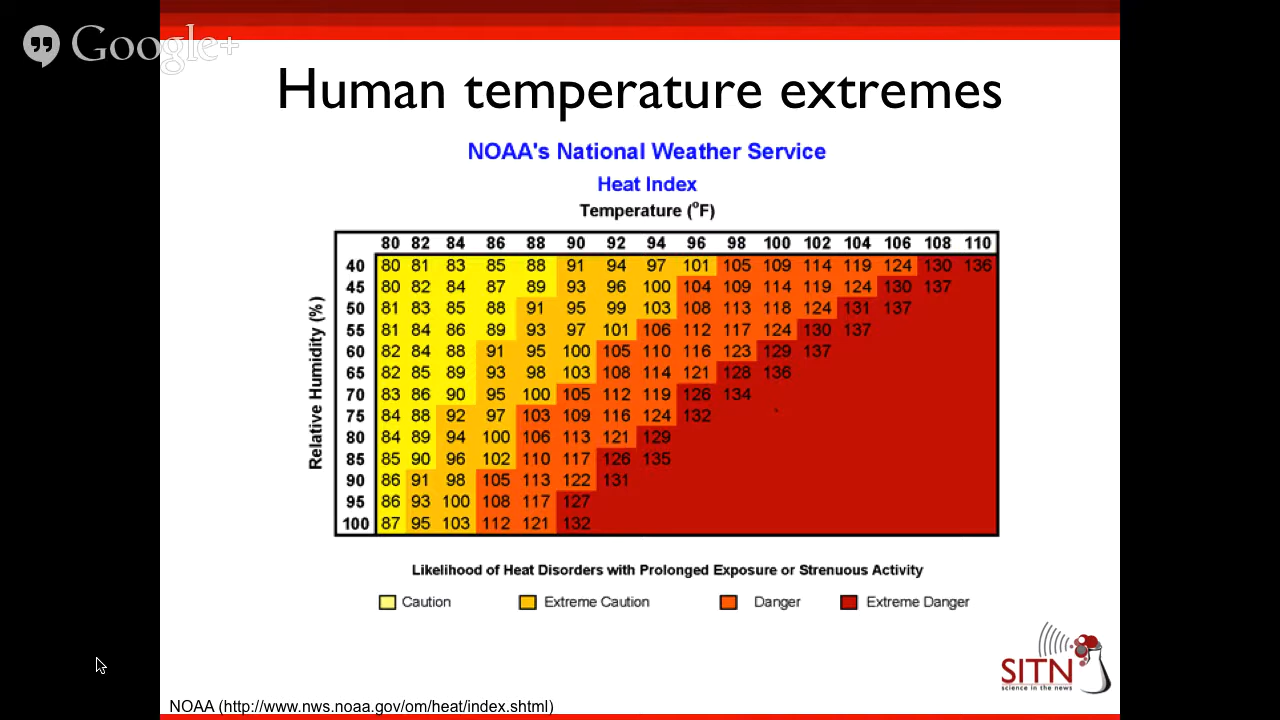 Google+
Human temperature extremes
NOAA's National Weather Service
Heat Index
Temperature (°F)
80 82 84 86 88 90 92 94 96 98 100 102 104 106 108 110
Relative Humidity (%)
40 80 81 83 85 88 91 94 97 101 105 109 114 119 124 130 136
45 80 82 84 87 89 93 96 100 104 109 114 119 124 130 137
50 81 83 85 88 91 95 99 103 108 113 118 124 131 137
55 81 84 86 89 93 97 101 106 112 117 124 130 137
60 82 84 88 91 95 100 105 110 116 123 129 137
65 82 85 89 93 98 103 108 114 121 128 136
70 83 86 90 95 100 105 112 119 126 134
75 84 88 92 97 103 109 116 124 132
80 84 89 94 100 106 113 121 129
85 85 90 96 102 110 117 126 135
90 86 91 98 105 113 122 131
95 86 93 100 108 117 127
100 87 95 103 112 121 132
Likelihood of Heat Disorders with Prolonged Exposure or Strenuous Activity
Caution Extreme Caution Danger Extreme Danger
SITN
science in the news
NOAA (http://www.nws.noaa.gov/om/heat/index.shtml)